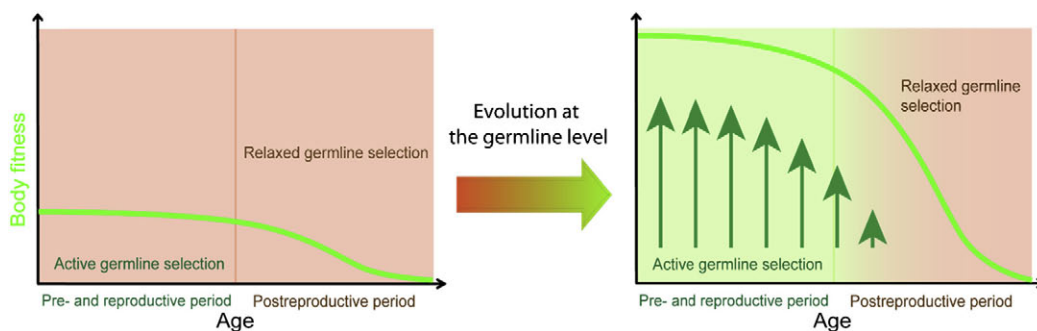 Body fitness
Relaxed germline selection
Active germline selection
Pre- and reproductive period
Postreproductive period
Age
Evolution at
the germline level
Relaxed germline
selection
Active germline selection
Pre- and reproductive period
Postreproductive period
Age